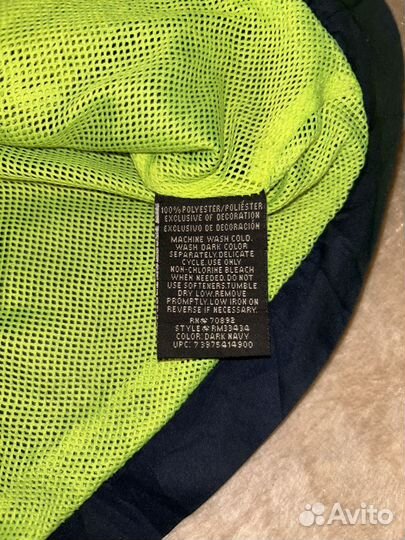 100% POLYESTER/POLIÉSTER
EXCLUSIVE OF DECORATION
EXCLUSIVO DE DECORACIÓN
MACHINE WASH COLD.
WASH DARK COLOR
SEPARATELY.DELICATE
CYCLE.USE ONLY
NON-CHLORINE BLEACH
WHEN NEEDED.DO NOT
USE SOFTENERS.TUMBLE
DRY LOW.REMOVE
PROMPTLY.LOW IRON ON
REVERSE IF NECESSARY.
RN# 70892
STYLE# RM33434
COLOR: DARK NAVY
UPC: 73975414900
Avito